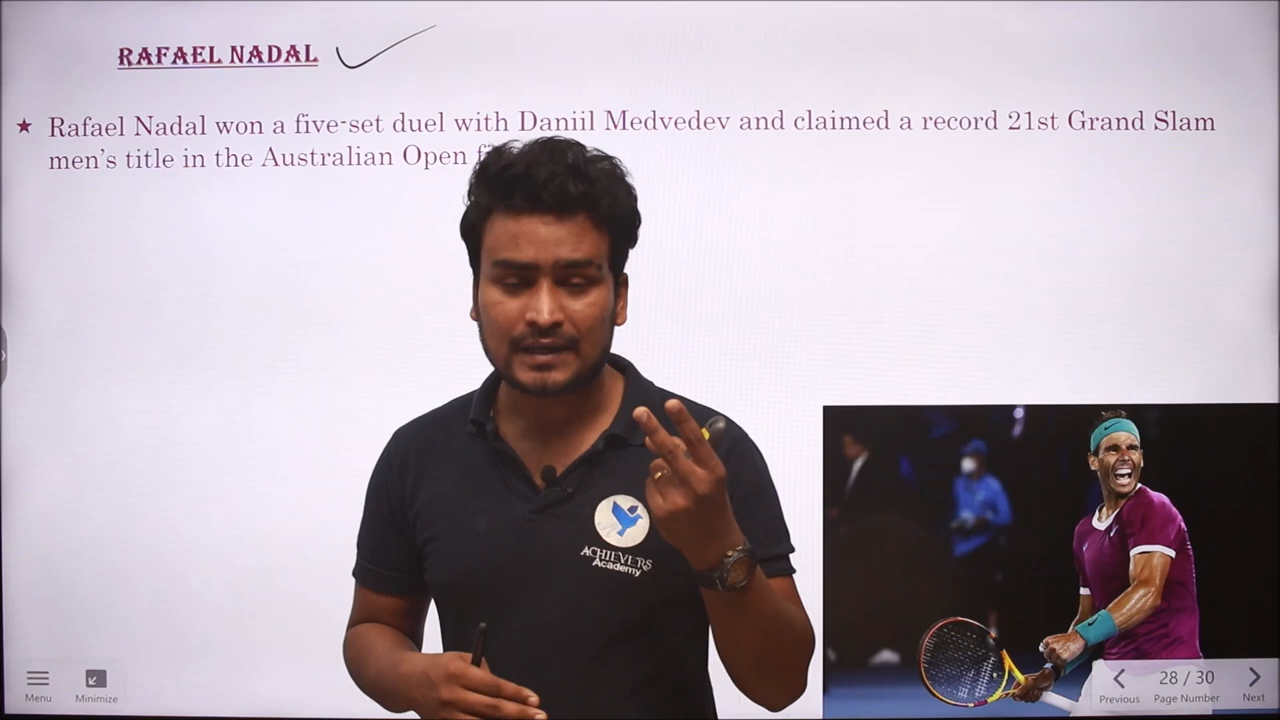 RAFAEL NADAL
★ Rafael Nadal won a five-set duel with Daniil Medvedev and claimed a record 21st Grand Slam
men's title in the Australian Open
ACHIEVERS
Academy
Menu
Minimize
28 / 30
Previous
Page Number
Next